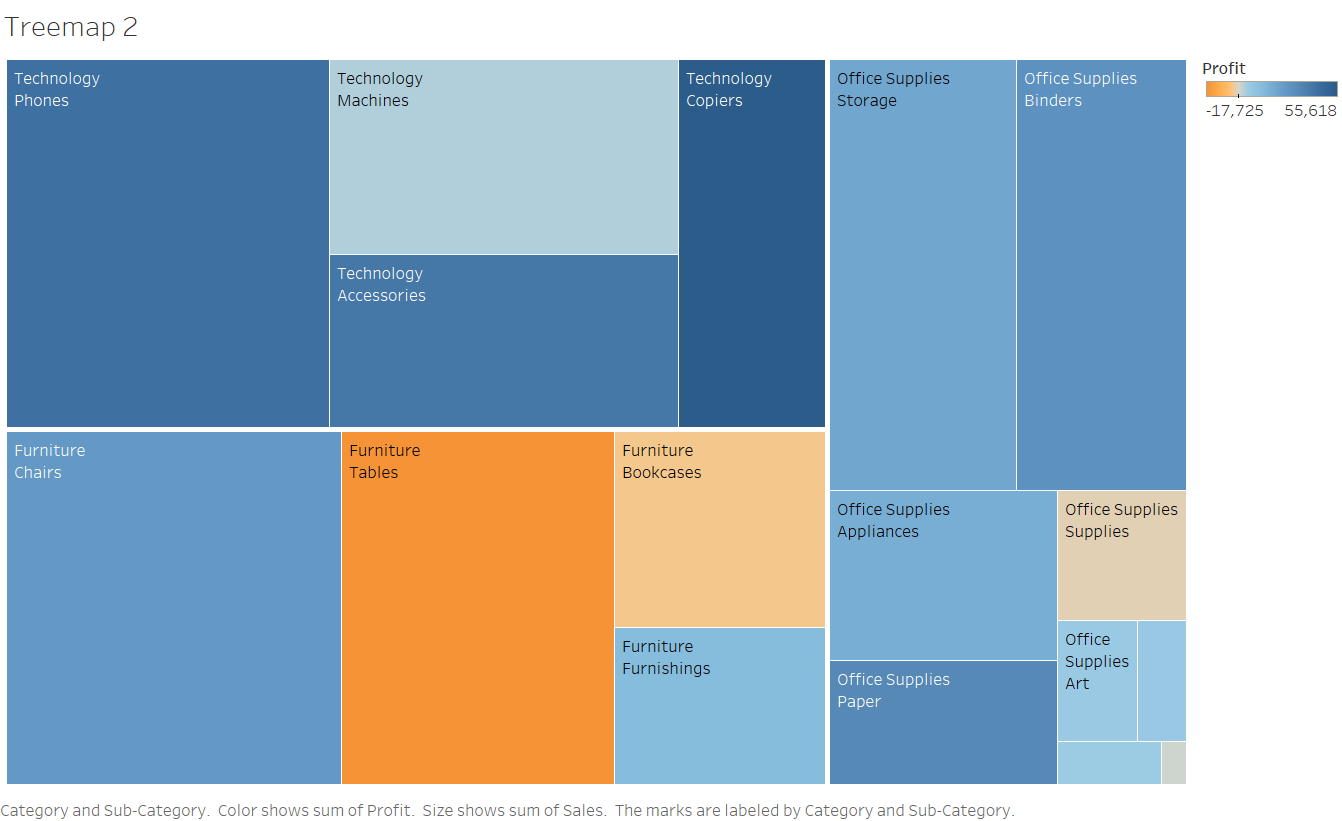 Treemap 2
Technology
Phones
Technology
Machines
Technology
Copiers
Technology
Accessories
Office Supplies
Storage
Office Supplies
Binders
Profit
-17,725 55,618
Furniture
Chairs
Furniture
Tables
Furniture
Bookcases
Furniture
Furnishings
Office Supplies
Appliances
Office Supplies
Supplies
Office Supplies
Paper
Office
Supplies
Art
Category and Sub-Category. Color shows sum of Profit. Size shows sum of Sales. The marks are labeled by Category and Sub-Category.